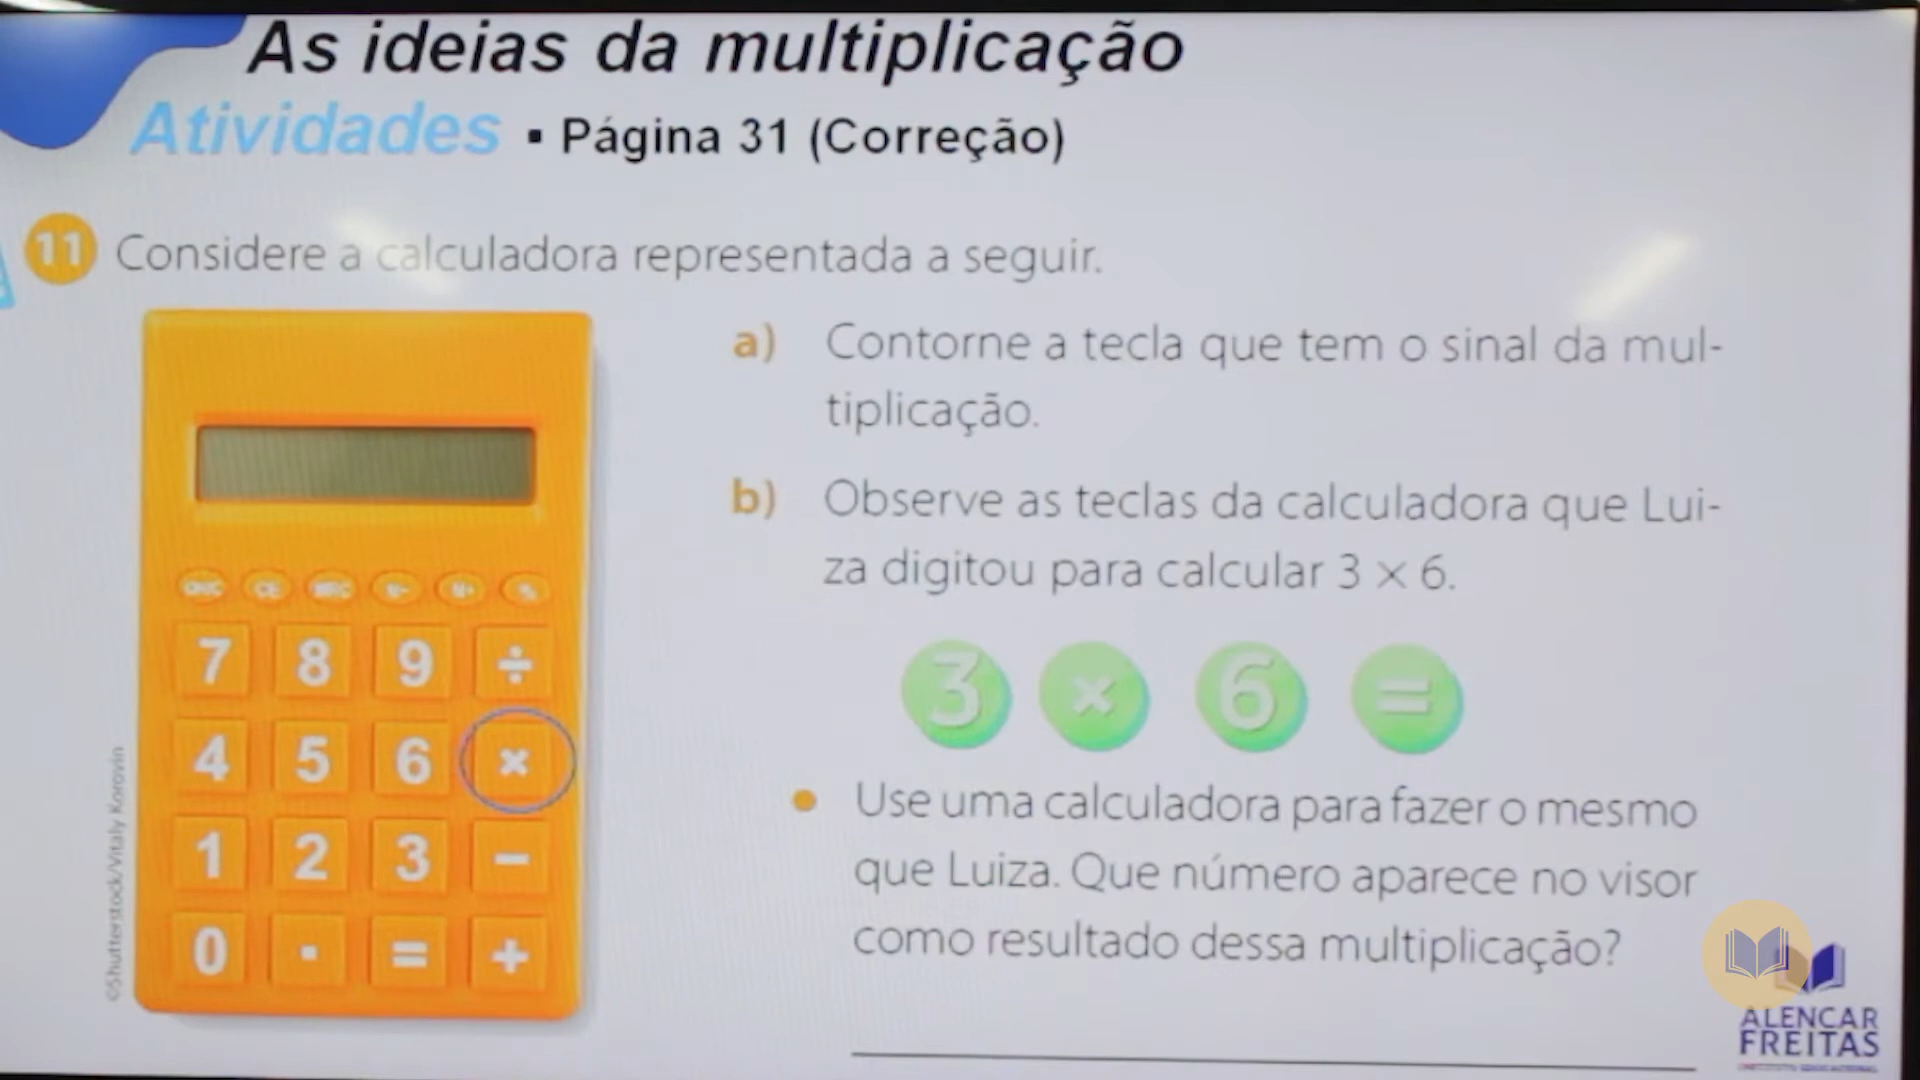 As ideias da multiplicação
Atividades ▪ Página 31 (Correção)
11 Considere a calculadora representada a seguir.
a) Contorne a tecla que tem o sinal da mul-
tiplicação.
b) Observe as teclas da calculadora que Lui-
za digitou para calcular 3 × 6.
3 × 6 =
• Use uma calculadora para fazer o mesmo
que Luiza. Que número aparece no visor
como resultado dessa multiplicação?
CE %
7 8 9 ÷
4 5 6 ×
1 2 3 −
0 . = +
©Shutterstock/Vitaly Korovin
ALENCAR
FREITAS